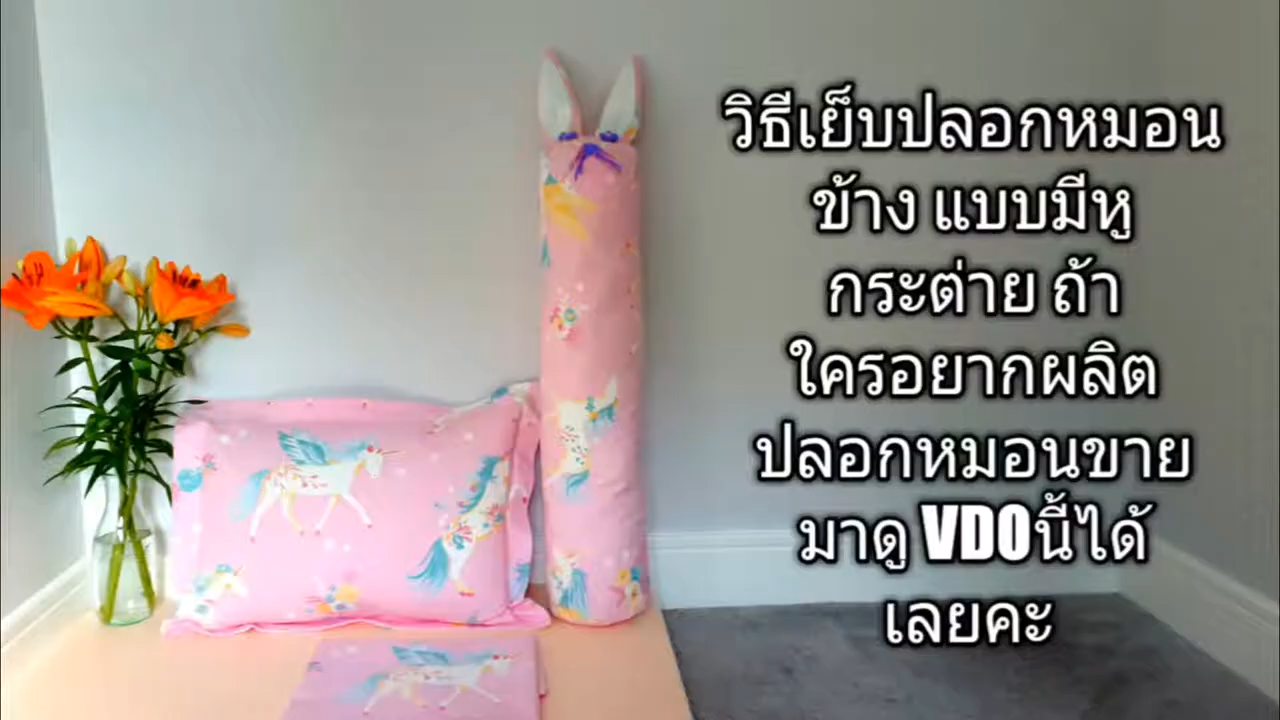 วิธีเย็บปลอกหมอน
ข้าง แบบมีหู
กระต่าย ถ้า
ใครอยากผลิต
ปลอกหมอนขาย
มาดู VDOนี้ได้
เลยคะ